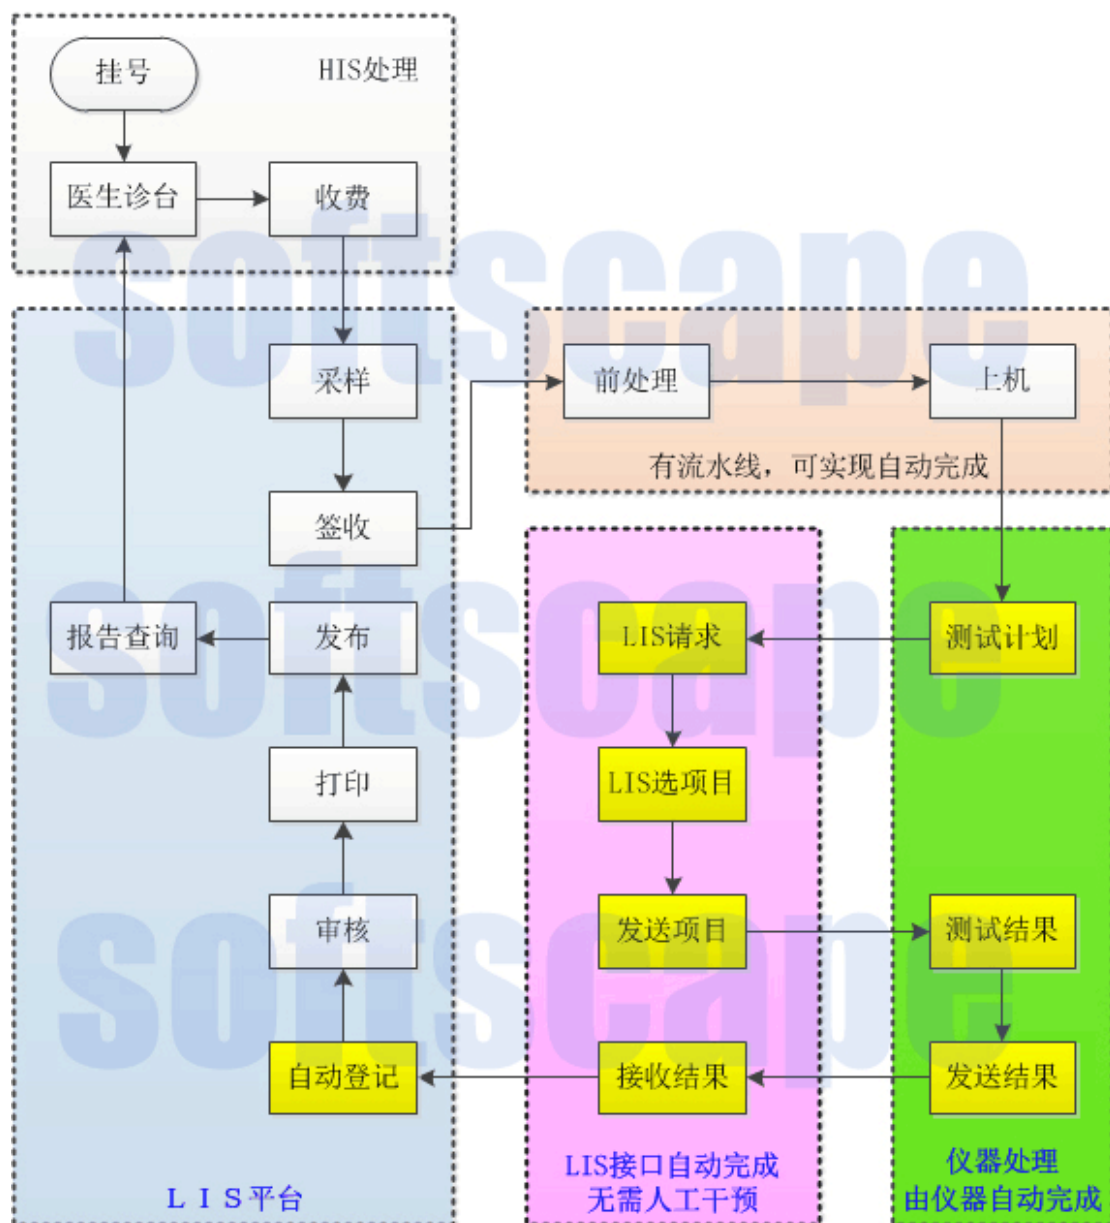 挂号
HIS处理
医生诊台
收费
采样
前处理
上机
有流水线，可实现自动完成
签收
报告查询
发布
LIS请求
测试计划
打印
LIS选项目
审核
发送项目
测试结果
自动登记
接收结果
发送结果
LIS平台
LIS接口自动完成
无需人工干预
仪器处理
由仪器自动完成
softscape
softscape
softscape